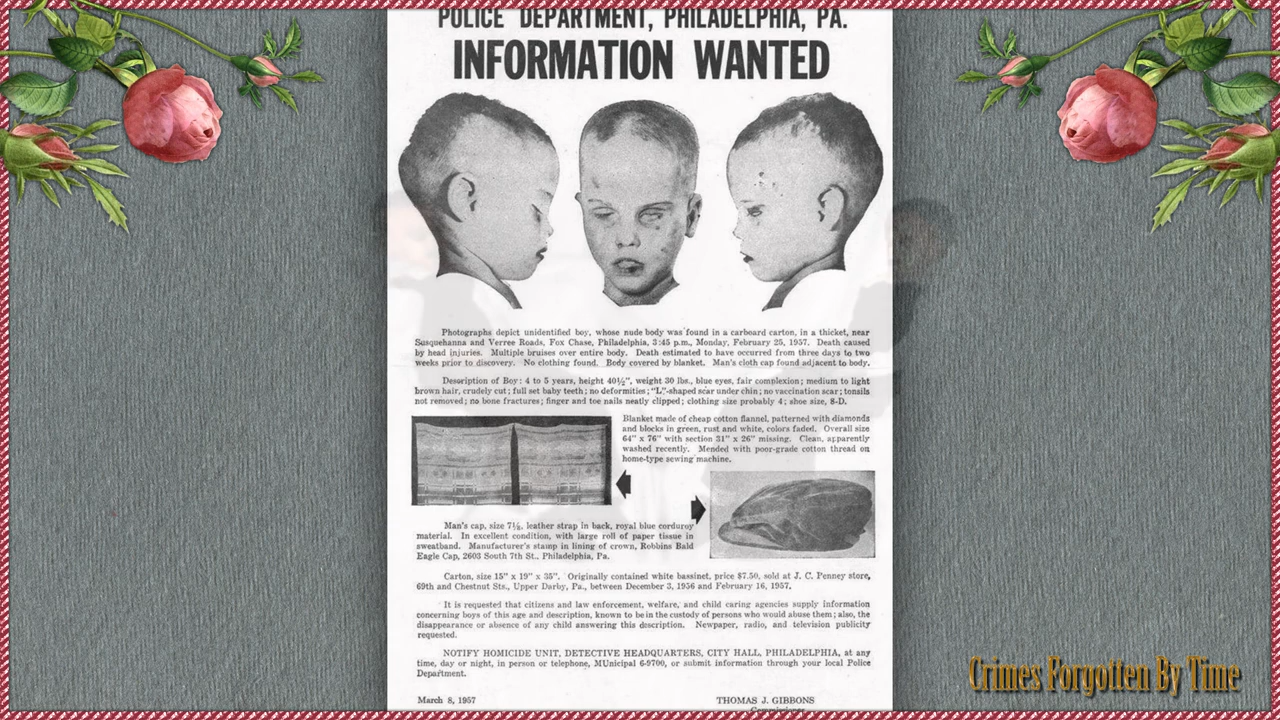 POLICE DEPARTMENT, PHILADELPHIA, PA.
INFORMATION WANTED
Photographs depict unidentified boy, whose nude body was found in a carboard carton, in a thicket, near
Susquehanna and Verree Roads, Fox Chase, Philadelphia, 3:45 p.m., Monday, February 25, 1957. Death caused
by head injuries. Multiple bruises over entire body. Death estimated to have occurred from three days to two
weeks prior to discovery. No clothing found. Body covered by blanket. Man's cloth cap found adjacent to body.
Description of Boy: 4 to 5 years, height 40½", weight 30 lbs., blue eyes, fair complexion; medium to light
brown hair, crudely cut; full set baby teeth; no deformities; "L"-shaped scar under chin; no vaccination scar; tonsils
not removed; no bone fractures; finger and toe nails neatly clipped; clothing size probably 4; shoe size, 8-D.
Blanket made of cheap cotton flannel, patterned with diamonds
and blocks in green, rust and white, colors faded. Overall size
64" x 76" with section 31" x 26" missing. Clean, apparently
washed recently. Mended with poor-grade cotton thread on
home-type sewing machine.
Man's cap, size 7⅛, leather strap in back, royal blue corduroy
material. In excellent condition, with large roll of paper tissue in
sweatband. Manufacturer's stamp in lining of crown, Robbins Bald
Eagle Cap, 2603 South 7th St., Philadelphia, Pa.
Carton, size 15" x 19" x 35". Originally contained white bassinet, price $7.50, sold at J. C. Penney store,
69th and Chestnut Sts., Upper Darby, Pa., between December 3, 1956 and February 16, 1957.
It is requested that citizens and law enforcement, welfare, and child caring agencies supply information
concerning boys of this age and description, known to be in the custody of persons who would abuse them; also, the
disappearance or absence of any child answering this description. Newpaper, radio, and television publicity
requested.
NOTIFY HOMICIDE UNIT, DETECTIVE HEADQUARTERS, CITY HALL, PHILADELPHIA, at any
time, day or night, in person or telephone, MUnicipal 6-9700, or submit information through your local Police
Department.
March 8, 1957
THOMAS J. GIBBONS
Commissioner
Crimes Forgotten By Time